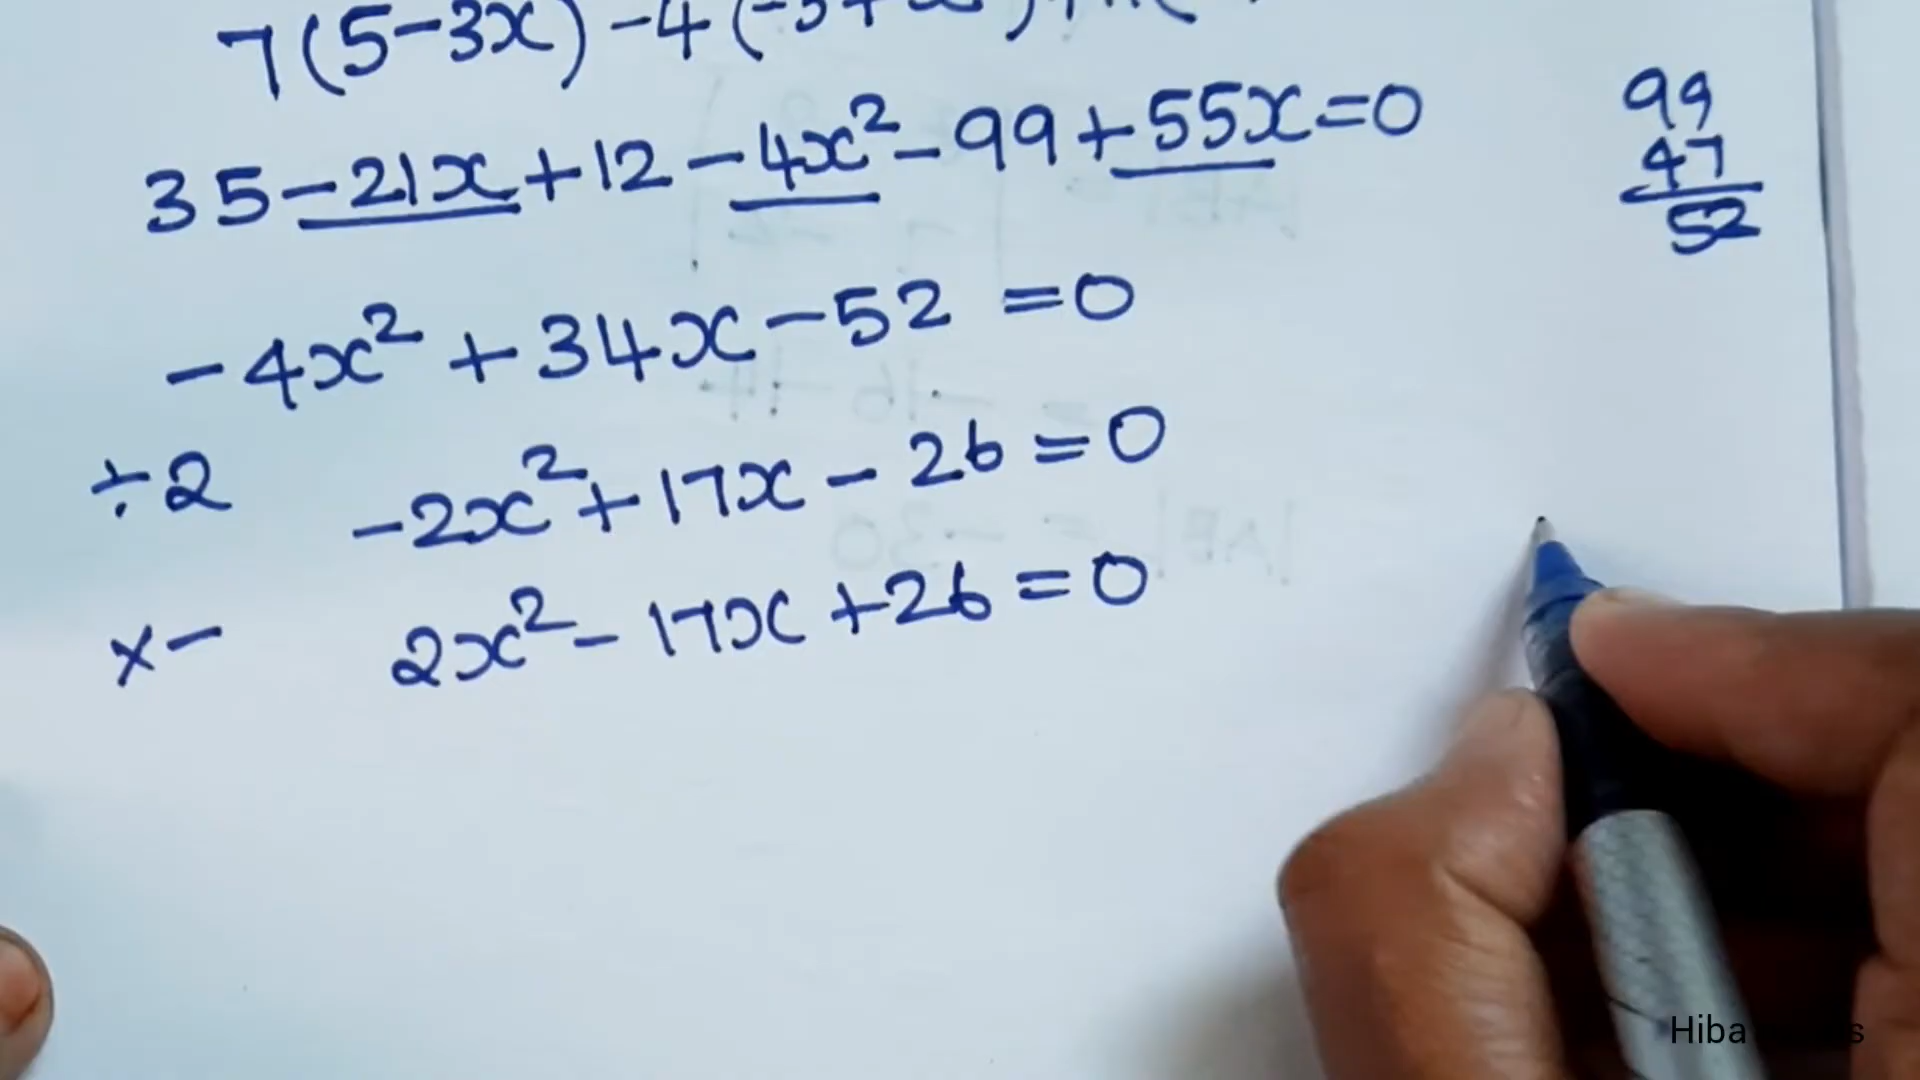 7(5-3x)-4(-3+
35-21x+12-4x²-99+55x=0
99
47
52
-4x²+34x-52=0
÷2 -2x²+17x-26=0
x- 2x²-17x+26=0
Hiba